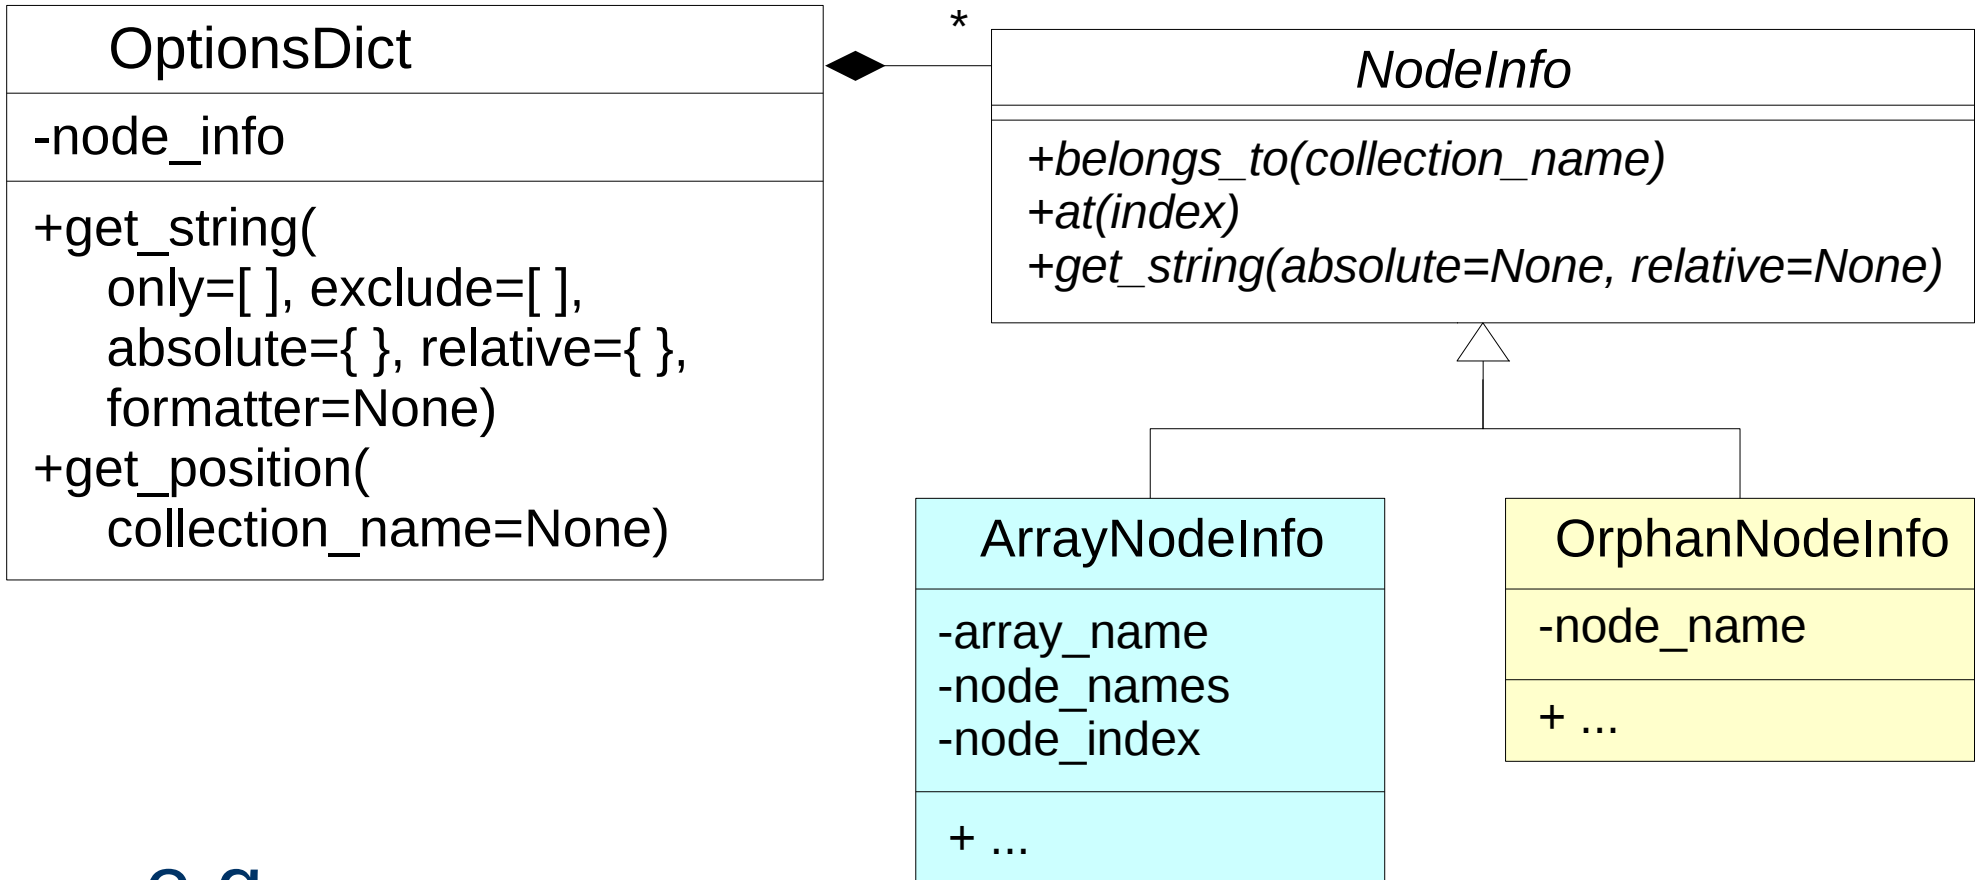 OptionsDict
-node_info
+get_string(
only=[ ], exclude=[ ],
absolute={ }, relative={ },
formatter=None)
+get_position(
collection_name=None)
*
NodeInfo
+belongs_to(collection_name)
+at(index)
+get_string(absolute=None, relative=None)
ArrayNodeInfo
-array_name
-node_names
-node_index
+ ...
OrphanNodeInfo
-node_name
+ ...